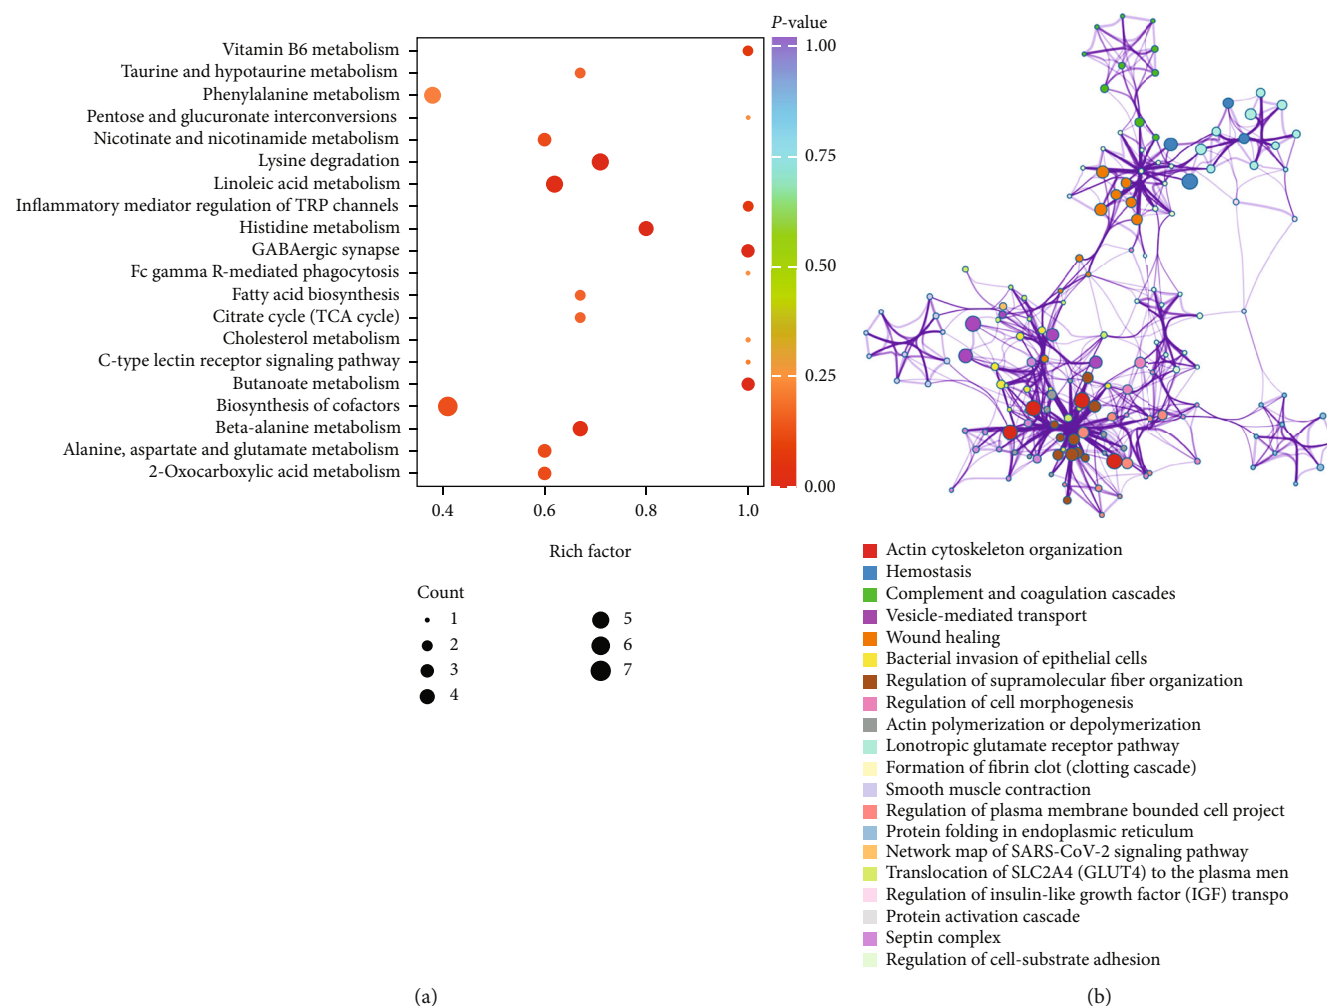 P-value
Vitamin B6 metabolism
Taurine and hypotaurine metabolism
Phenylalanine metabolism
Pentose and glucuronate interconversions
Nicotinate and nicotinamide metabolism
Lysine degradation
Linoleic acid metabolism
Inflammatory mediator regulation of TRP channels
Histidine metabolism
GABAergic synapse
Fc gamma R-mediated phagocytosis
Fatty acid biosynthesis
Citrate cycle (TCA cycle)
Cholesterol metabolism
C-type lectin receptor signaling pathway
Butanoate metabolism
Biosynthesis of cofactors
Beta-alanine metabolism
Alanine, aspartate and glutamate metabolism
2-Oxocarboxylic acid metabolism
1.00
0.75
0.50
0.25
0.00
0.4 0.6 0.8 1.0
Rich factor
Count
1
2
3
4
5
6
7
(a)
Actin cytoskeleton organization
Hemostasis
Complement and coagulation cascades
Vesicle-mediated transport
Wound healing
Bacterial invasion of epithelial cells
Regulation of supramolecular fiber organization
Regulation of cell morphogenesis
Actin polymerization or depolymerization
Lonotropic glutamate receptor pathway
Formation of fibrin clot (clotting cascade)
Smooth muscle contraction
Regulation of plasma membrane bounded cell project
Protein folding in endoplasmic reticulum
Network map of SARS-CoV-2 signaling pathway
Translocation of SLC2A4 (GLUT4) to the plasma men
Regulation of insulin-like growth factor (IGF) transpo
Protein activation cascade
Septin complex
Regulation of cell-substrate adhesion
(b)